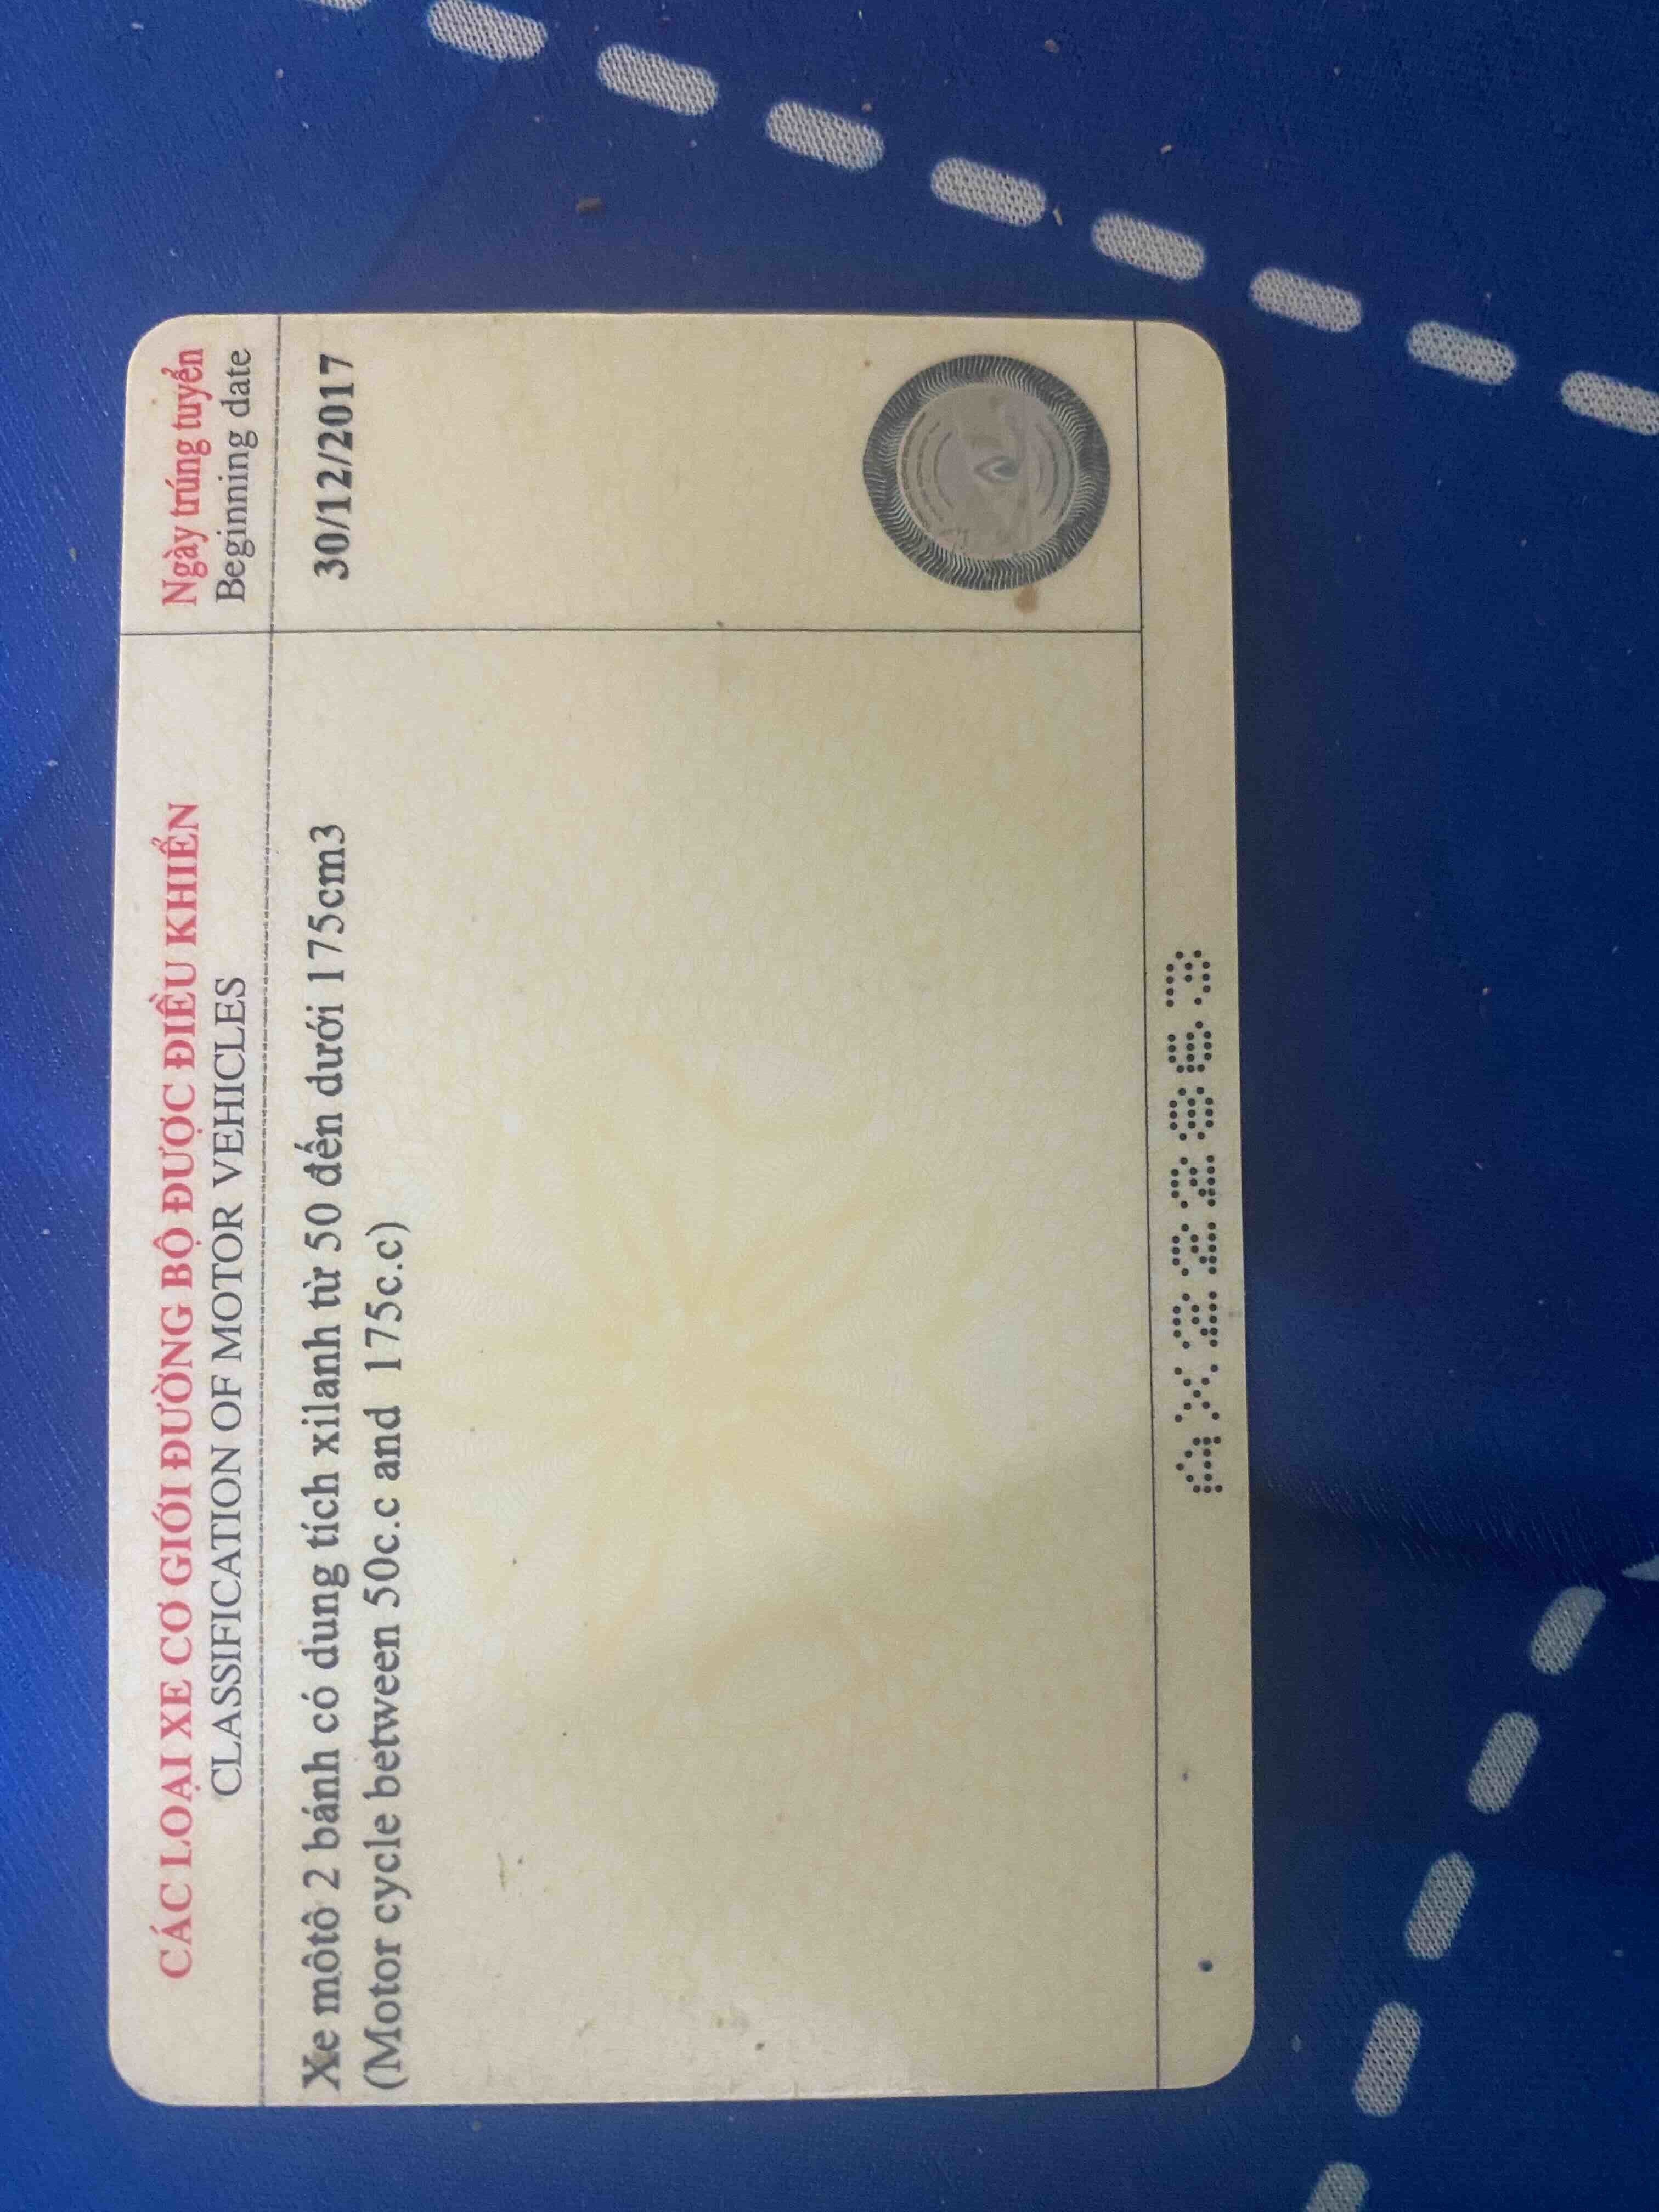 CÁC LOẠI XE CƠ GIỚI ĐƯỜNG BỘ ĐƯỢC ĐIỀU KHIỂN
CLASSIFICATION OF MOTOR VEHICLES
Ngày trúng tuyển
Beginning date
Xe môtô 2 bánh có dung tích xilanh từ 50 đến dưới 175cm3
(Motor cycle between 50c.c and 175c.c)
30/12/2017
AX222663